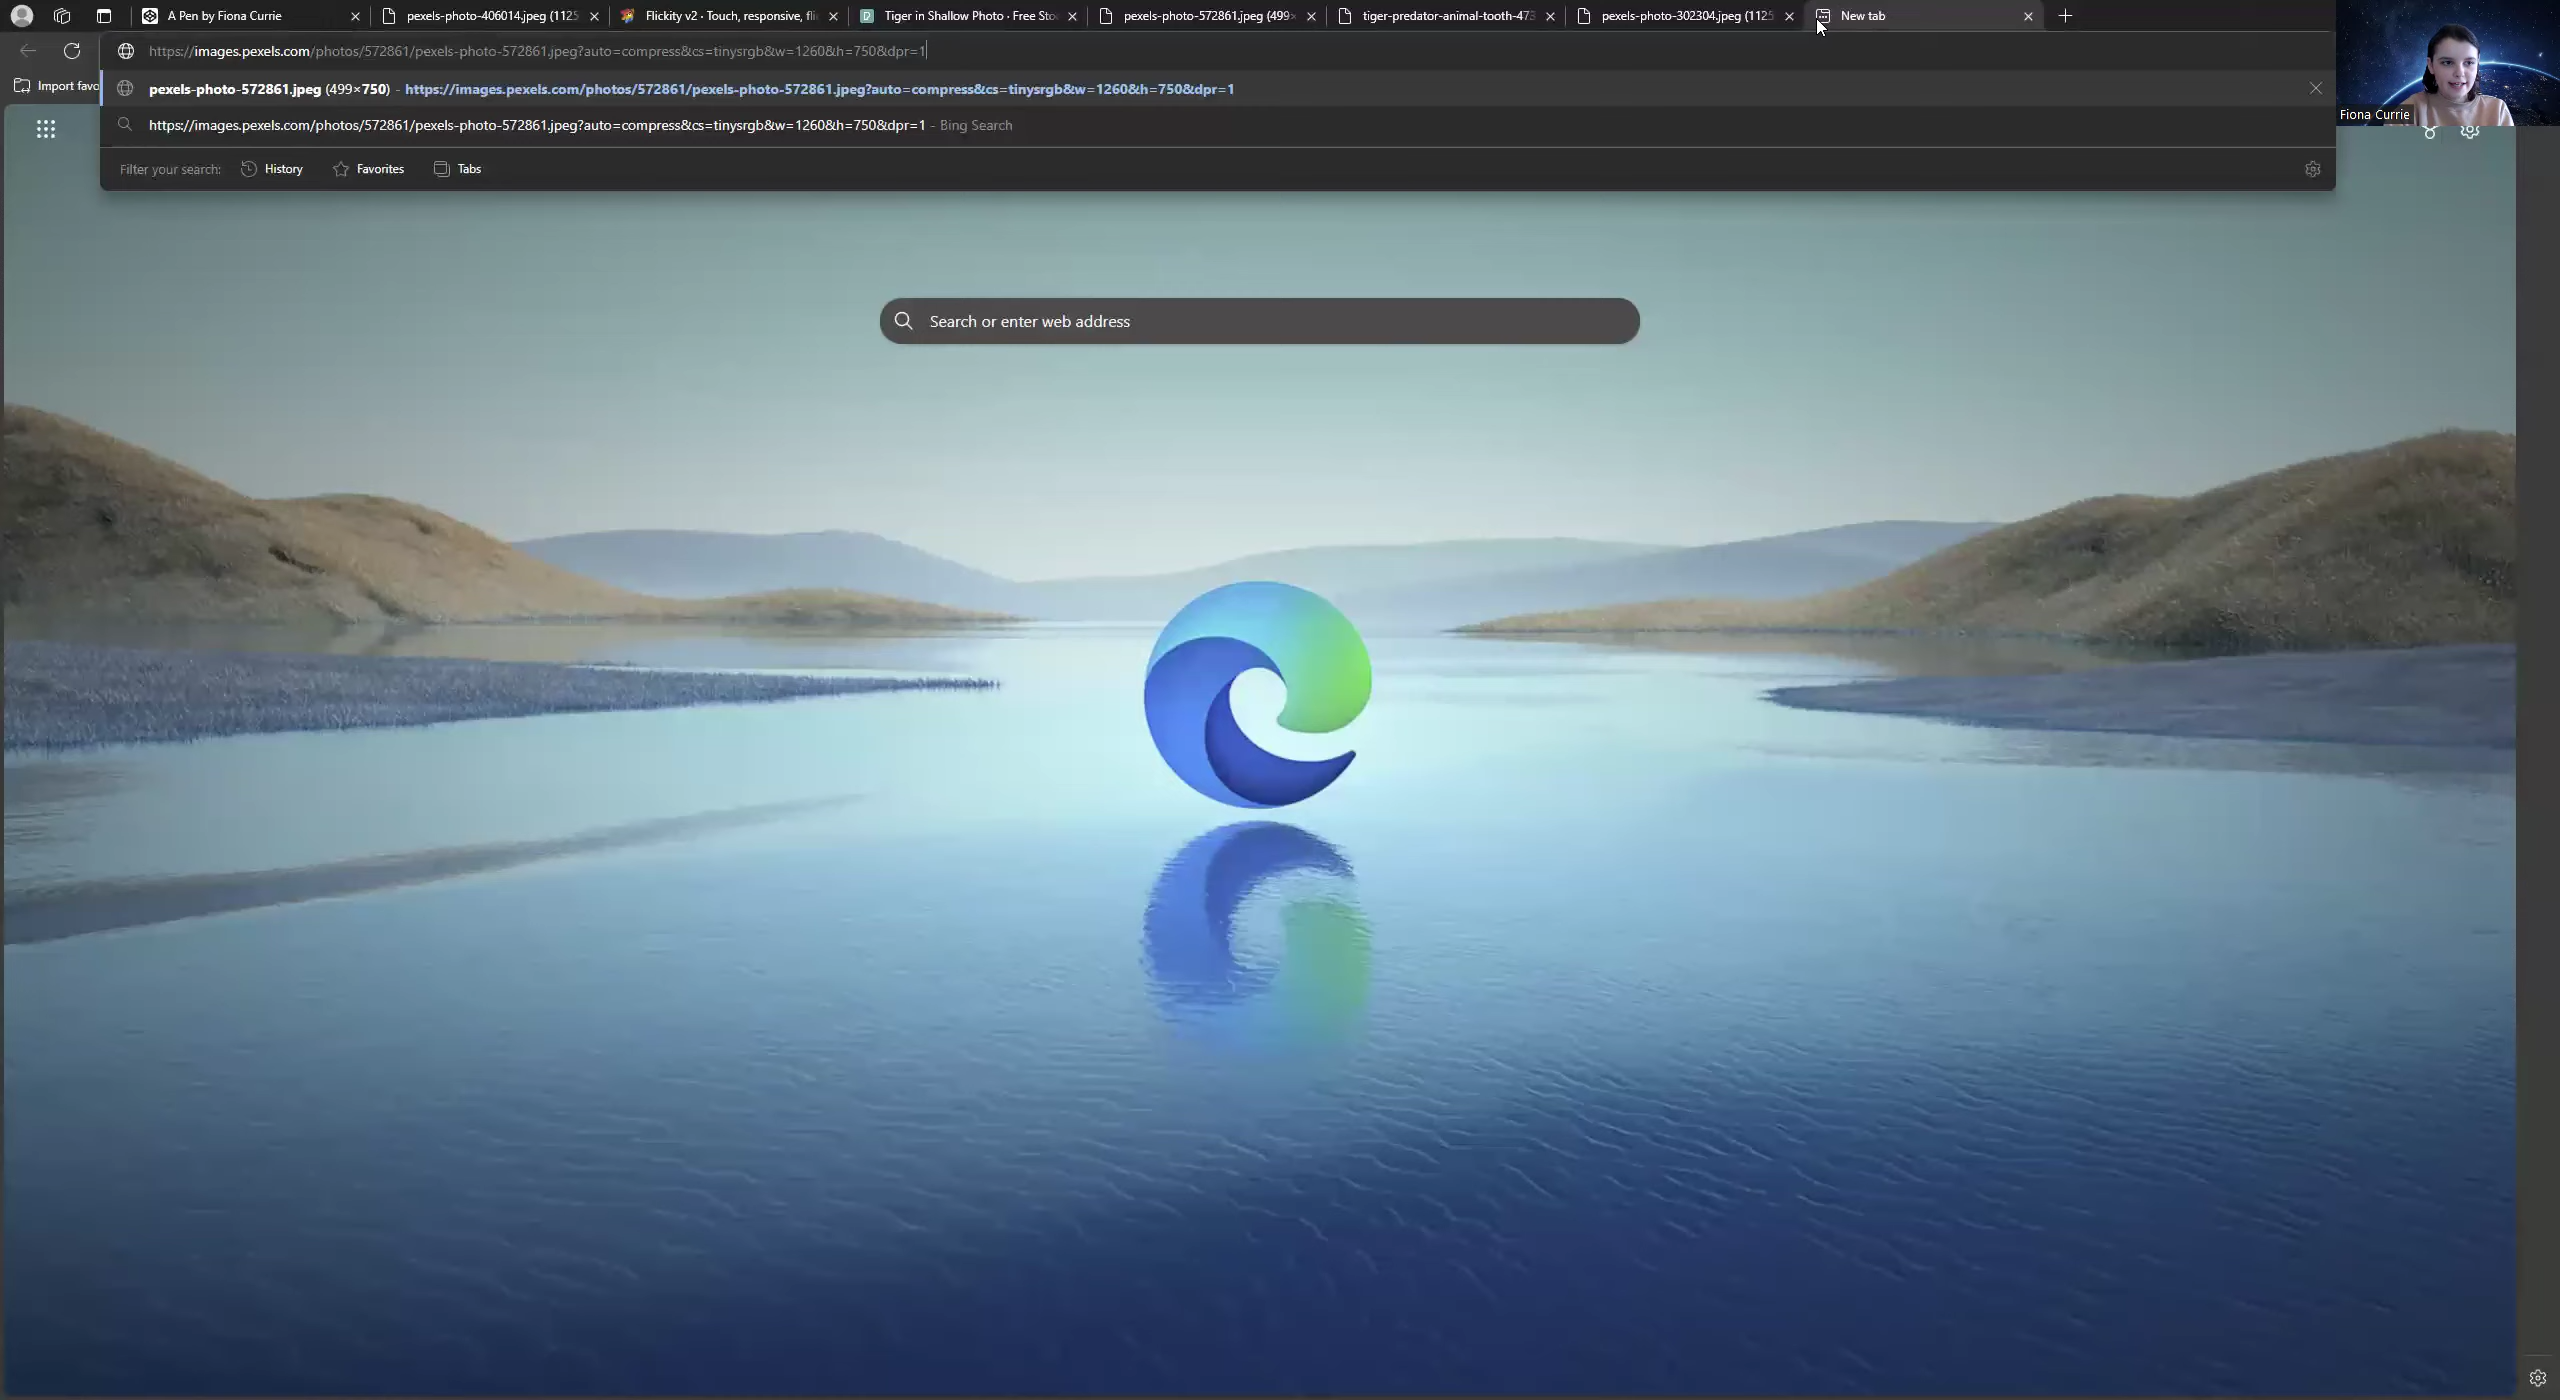 A Pen by Fiona Currie
pexels-photo-406014.jpeg (1125
Flickity v2 · Touch, responsive, fli
Tiger in Shallow Photo · Free Sto
pexels-photo-572861.jpeg (499×
tiger-predator-animal-tooth-473
pexels-photo-302304.jpeg (1125
New tab
https://images.pexels.com/photos/572861/pexels-photo-572861.jpeg?auto=compress&cs=tinysrgb&w=1260&h=750&dpr=1
Import favo
pexels-photo-572861.jpeg (499×750) - https://images.pexels.com/photos/572861/pexels-photo-572861.jpeg?auto=compress&cs=tinysrgb&w=1260&h=750&dpr=1
https://images.pexels.com/photos/572861/pexels-photo-572861.jpeg?auto=compress&cs=tinysrgb&w=1260&h=750&dpr=1 - Bing Search
Fiona Currie
Filter your search: History Favorites Tabs
Search or enter web address